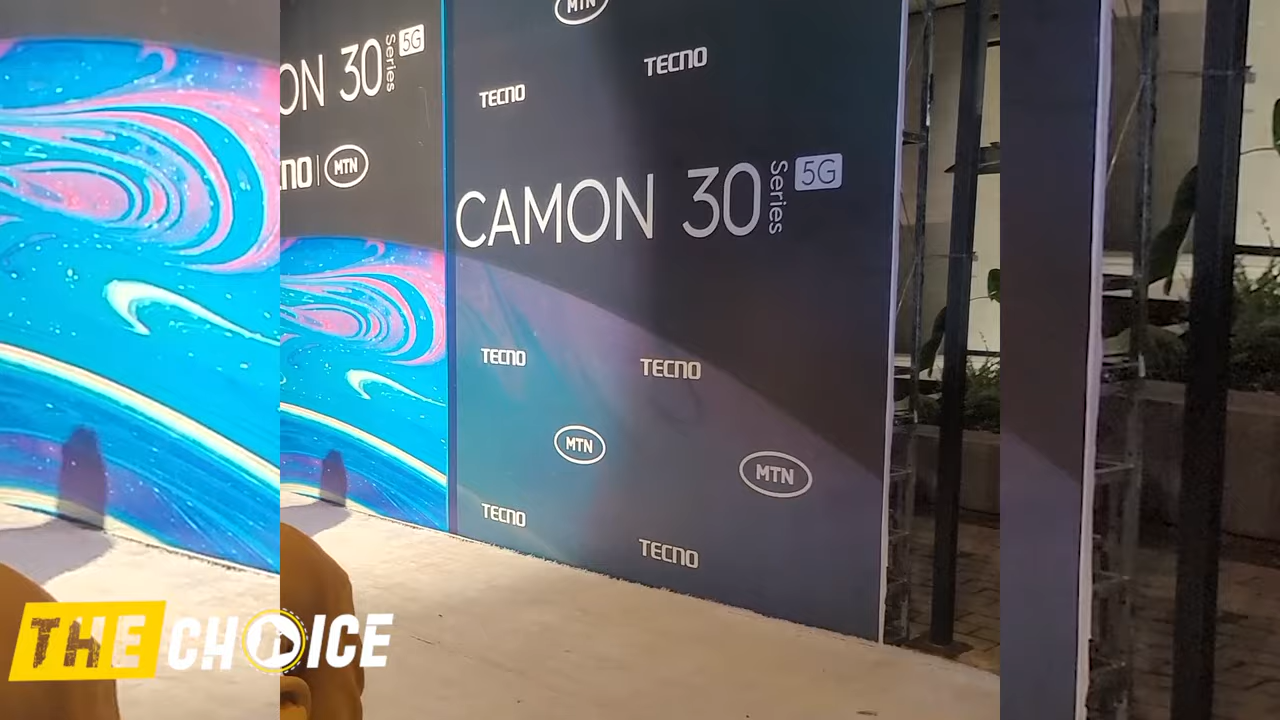 MTN
ON 30 Series 5G
TECNO
TECNO
NO | MTN
CAMON 30 Series 5G
TECNO
TECNO
MTN
MTN
TECNO
TECNO
THE CHOICE